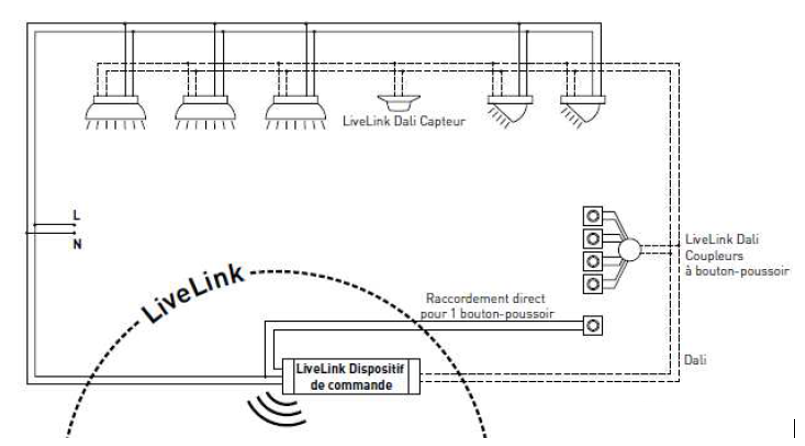 LiveLink Dali Capteur
L
N
LiveLink
LiveLink Dali
Coupleurs
à bouton-poussoir
Raccordement direct
pour 1 bouton-poussoir
Dali
LiveLink Dispositif
de commande